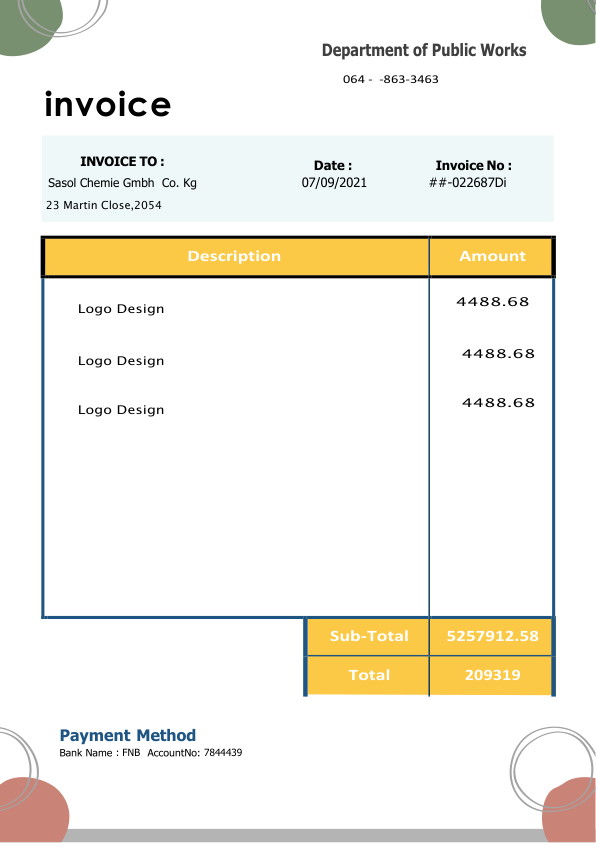 Department of Public Works
064 -  -863-3463
invoice
INVOICE TO :
Date :
Invoice No :
Sasol Chemie Gmbh  Co. Kg
07/09/2021
##-022687Di
23 Martin Close,2054
Description
Amount
Logo Design
4488.68
Logo Design
4488.68
Logo Design
4488.68
Sub-Total
5257912.58
Total
209319
Payment Method
Bank Name : FNB  AccountNo: 7844439